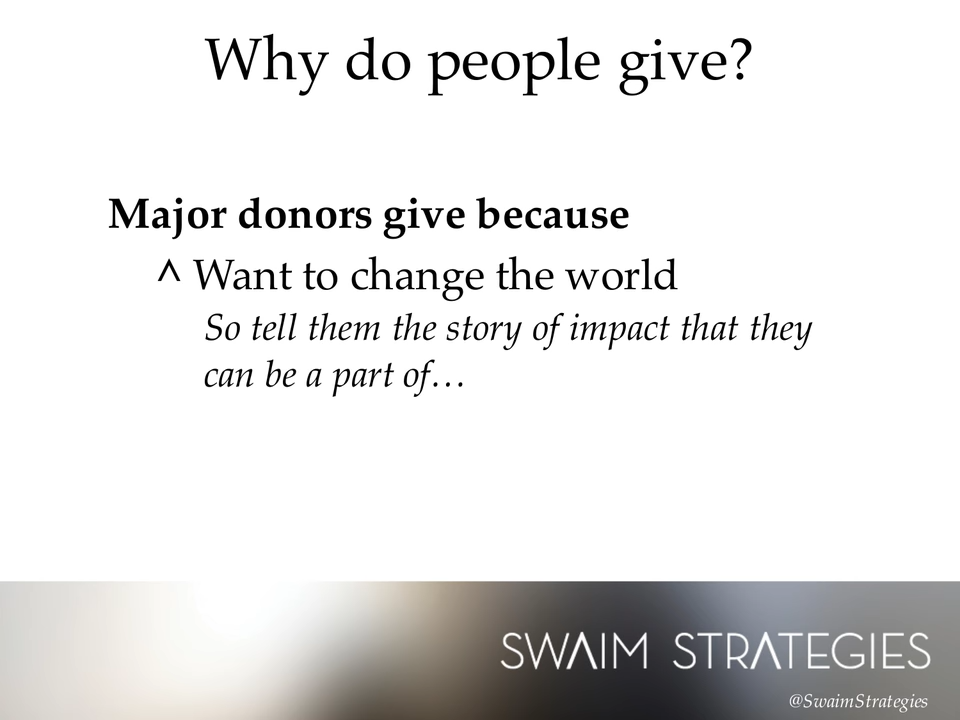 Why do people give?
Major donors give because
^ Want to change the world
So tell them the story of impact that they
can be a part of…
SWAIM STRATEGIES
@SwaimStrategies